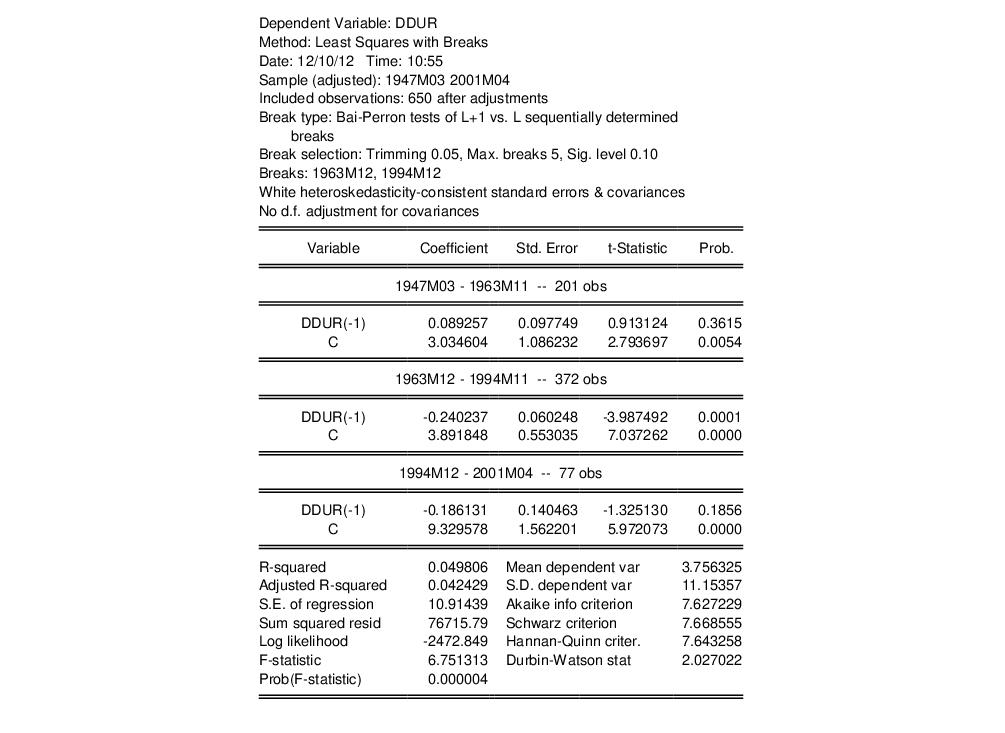 Dependent Variable: DDUR
Method: Least Squares with Breaks
Date: 12/10/12 Time: 10:55
Sample (adjusted): 1947M03 2001M04
Included observations: 650 after adjustments
Break type: Bai-Perron tests of L+1 vs. L sequentially determined
breaks
Break selection: Trimming 0.05, Max. breaks 5, Sig. level 0.10
Breaks: 1963M12, 1994M12
White heteroskedasticity-consistent standard errors & covariances
No d.f. adjustment for covariances
Variable Coefficient Std. Error t-Statistic Prob.
1947M03 - 1963M11 -- 201 obs
DDUR(-1) 0.089257 0.097749 0.913124 0.3615
C 3.034604 1.086232 2.793697 0.0054
1963M12 - 1994M11 -- 372 obs
DDUR(-1) -0.240237 0.060248 -3.987492 0.0001
C 3.891848 0.553035 7.037262 0.0000
1994M12 - 2001M04 -- 77 obs
DDUR(-1) -0.186131 0.140463 -1.325130 0.1856
C 9.329578 1.562201 5.972073 0.0000
R-squared 0.049806 Mean dependent var 3.756325
Adjusted R-squared 0.042429 S.D. dependent var 11.15357
S.E. of regression 10.91439 Akaike info criterion 7.627229
Sum squared resid 76715.79 Schwarz criterion 7.668555
Log likelihood -2472.849 Hannan-Quinn criter. 7.643258
F-statistic 6.751313 Durbin-Watson stat 2.027022
Prob(F-statistic) 0.000004